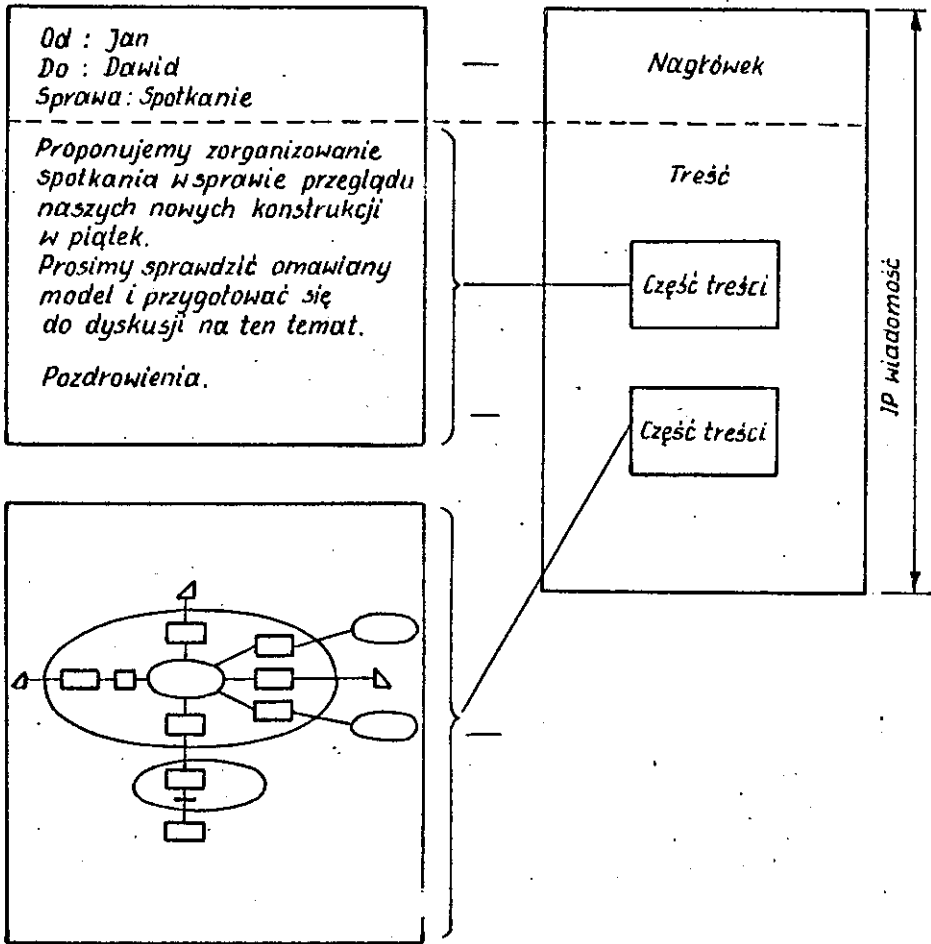 Od : Jan
Do : Dawid
Sprawa: Spotkanie
Proponujemy zorganizowanie
spotkania w sprawie przeglądu
naszych nowych konstrukcji
w piątek.
Prosimy sprawdzić omawiany
model i przygotować się
do dyskusji na ten temat.
Pozdrowienia.
Nagłówek
Treść
Część treści
Część treści
IP wiadomość